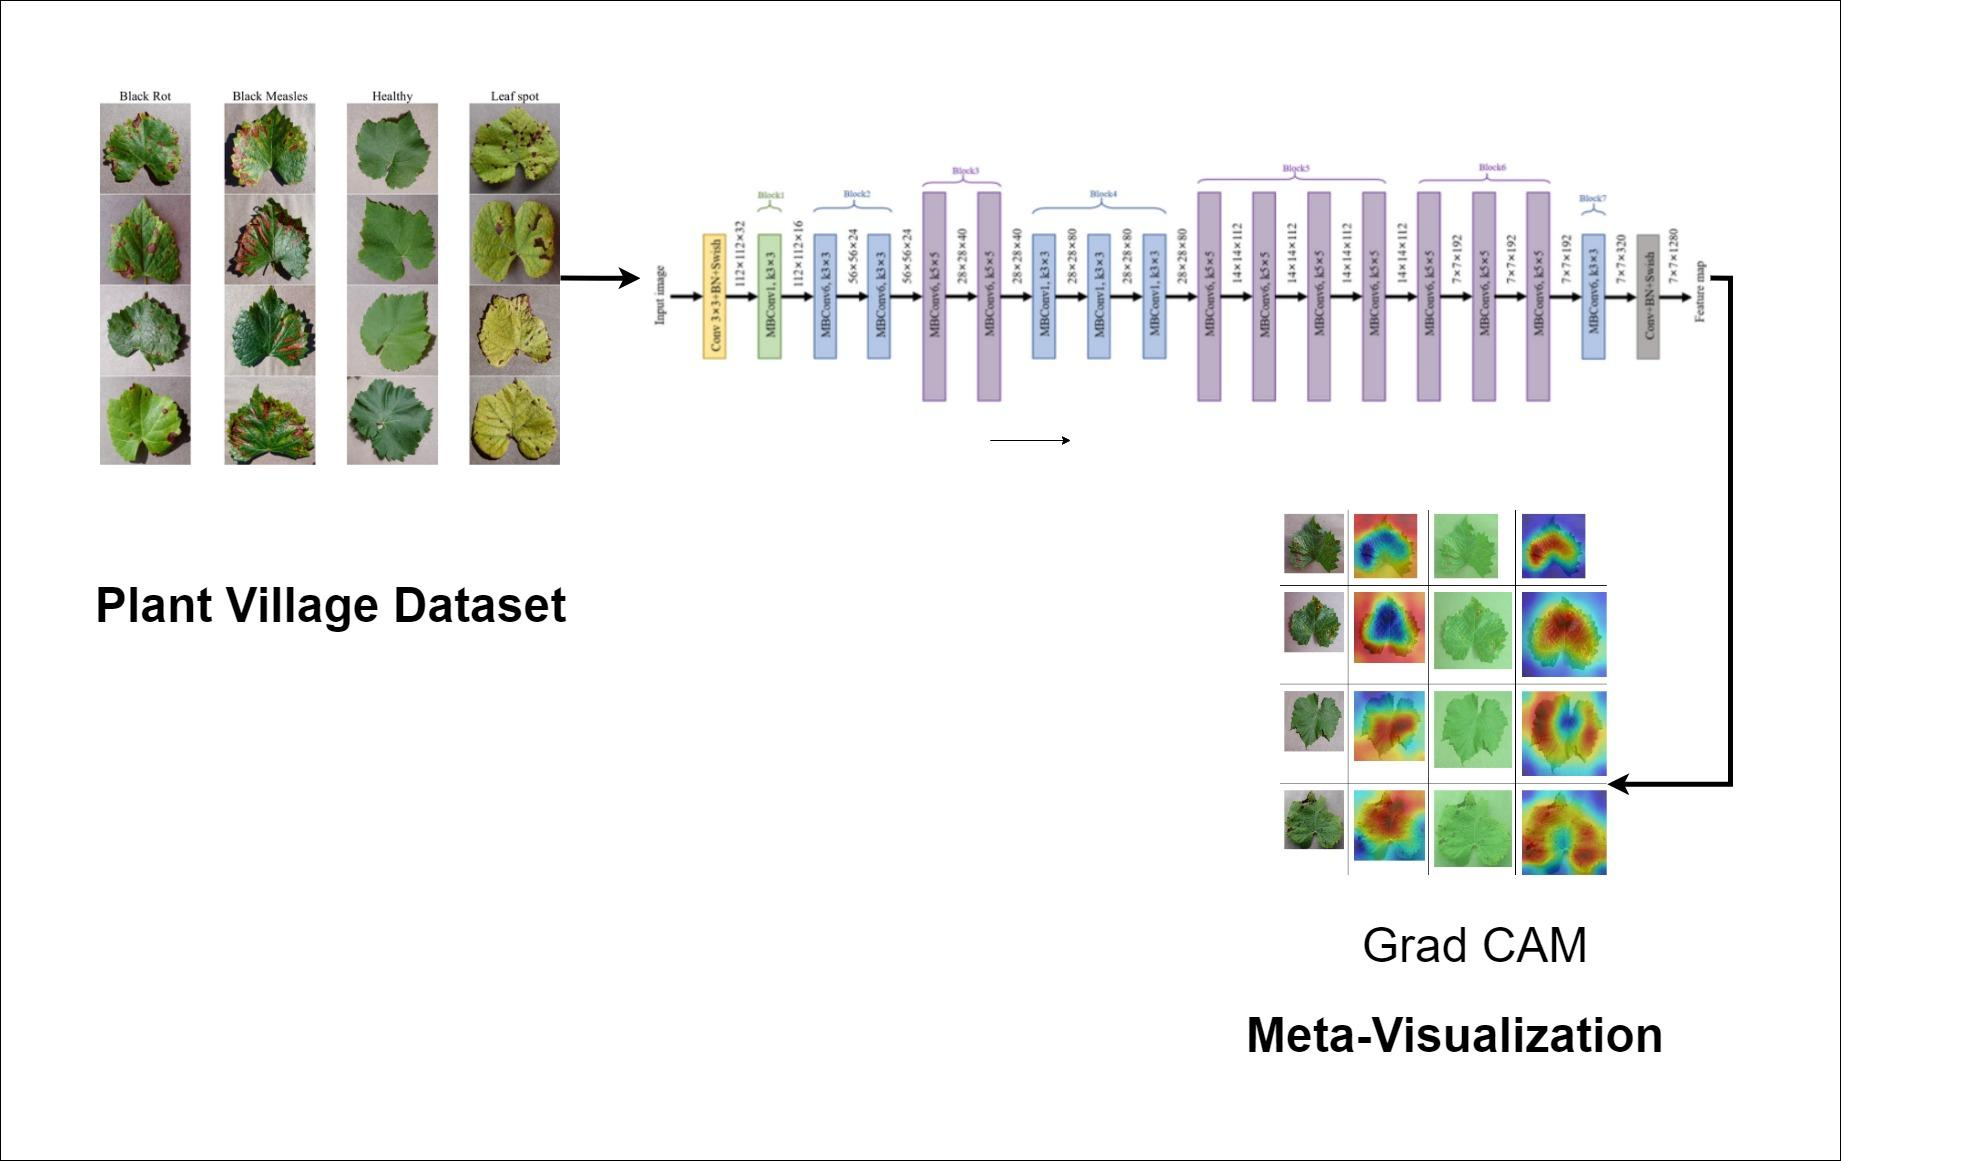 Black Rot
Black Measles
Healthy
Leaf spot
Plant Village Dataset
Input image
Conv 3×3+BN+Swish
112×112×32
Block1
MBConv1, k3×3
112×112×16
Block2
MBConv6, k3×3
56×56×24
MBConv6, k3×3
56×56×24
Block3
MBConv6, k5×5
28×28×40
MBConv6, k5×5
28×28×40
Block4
MBConv1, k3×3
28×28×80
MBConv1, k3×3
28×28×80
MBConv1, k3×3
28×28×80
Block5
MBConv6, k5×5
14×14×112
MBConv6, k5×5
14×14×112
MBConv6, k5×5
14×14×112
MBConv6, k5×5
14×14×112
Block6
MBConv6, k5×5
7×7×192
MBConv6, k5×5
7×7×192
MBConv6, k5×5
7×7×192
Block7
MBConv6, k3×3
7×7×320
Conv+BN+Swish
7×7×1280
Feature map
Grad CAM
Meta-Visualization